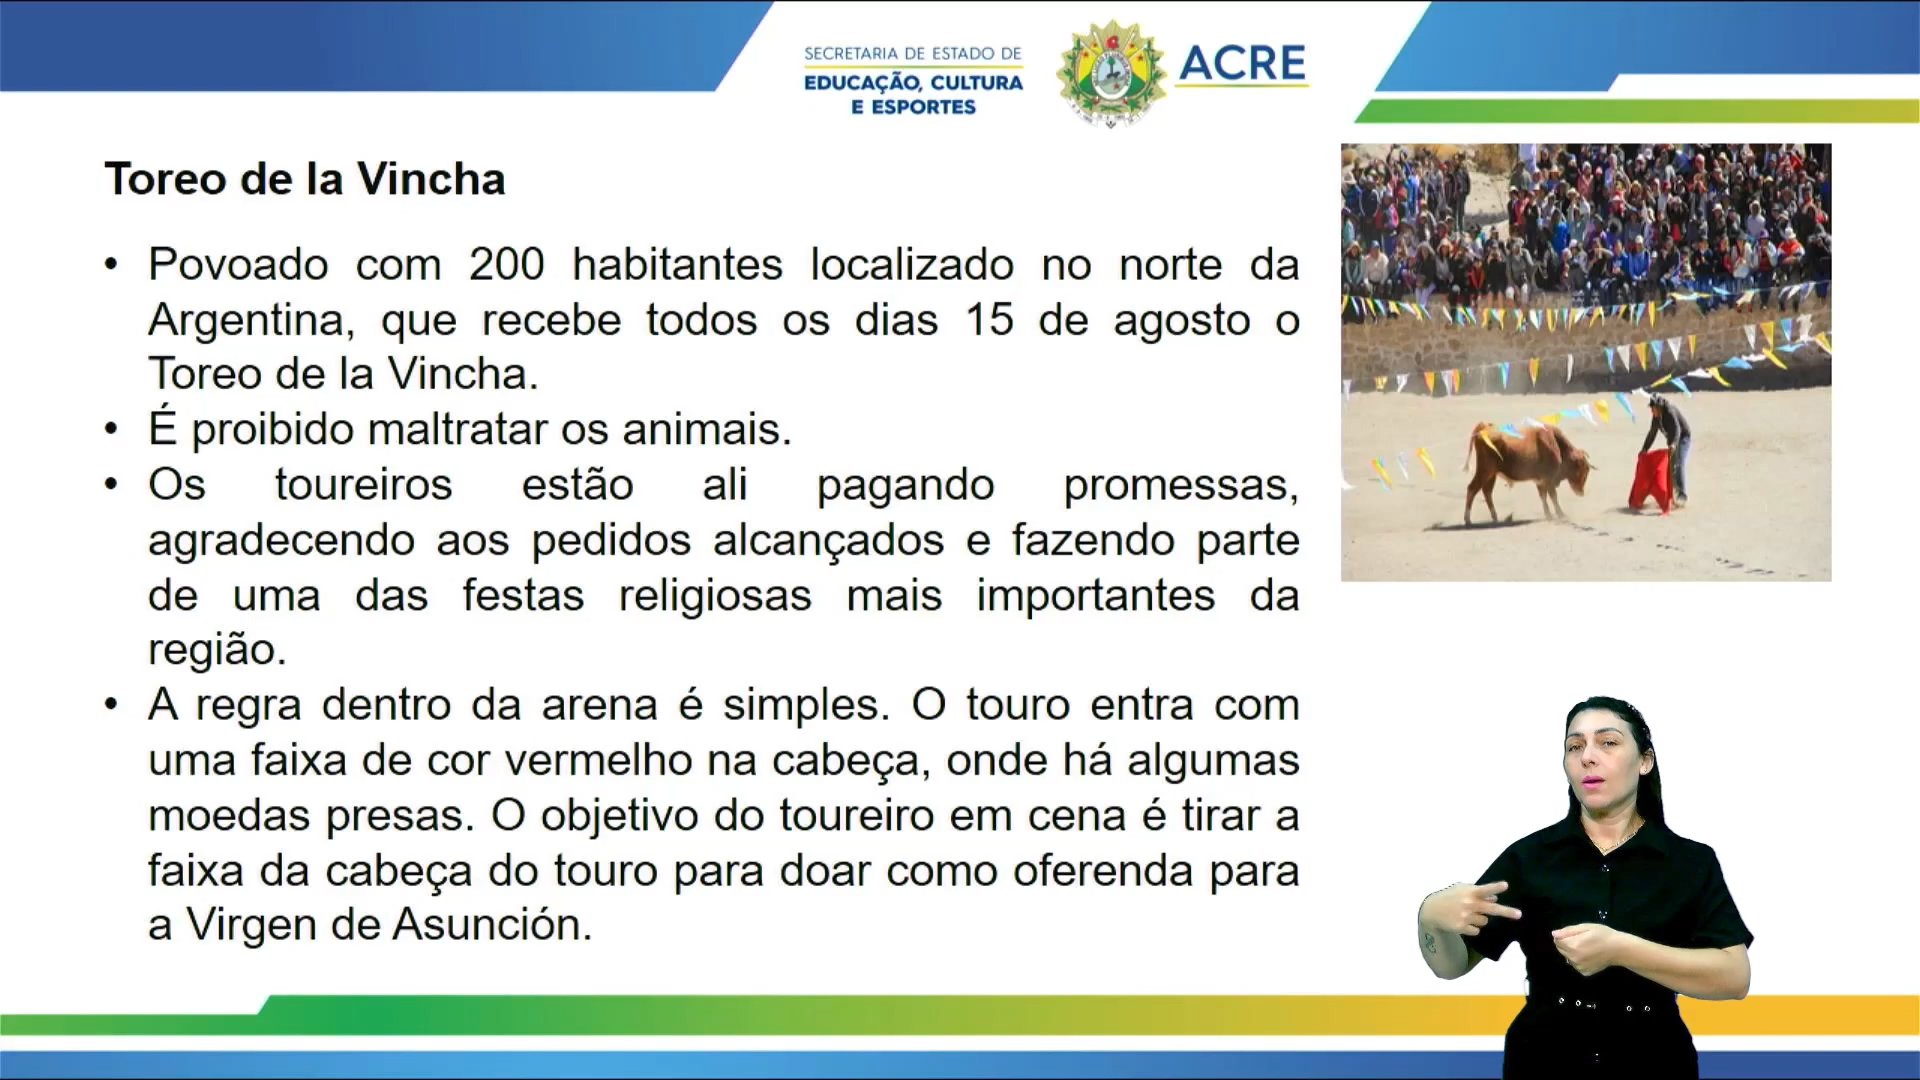 SECRETARIA DE ESTADO DE
EDUCAÇÃO, CULTURA
E ESPORTES
ACRE
Toreo de la Vincha
• Povoado com 200 habitantes localizado no norte da
Argentina, que recebe todos os dias 15 de agosto o
Toreo de la Vincha.
• É proibido maltratar os animais.
• Os toureiros estão ali pagando promessas,
agradecendo aos pedidos alcançados e fazendo parte
de uma das festas religiosas mais importantes da
região.
• A regra dentro da arena é simples. O touro entra com
uma faixa de cor vermelho na cabeça, onde há algumas
moedas presas. O objetivo do toureiro em cena é tirar a
faixa da cabeça do touro para doar como oferenda para
a Virgen de Asunción.